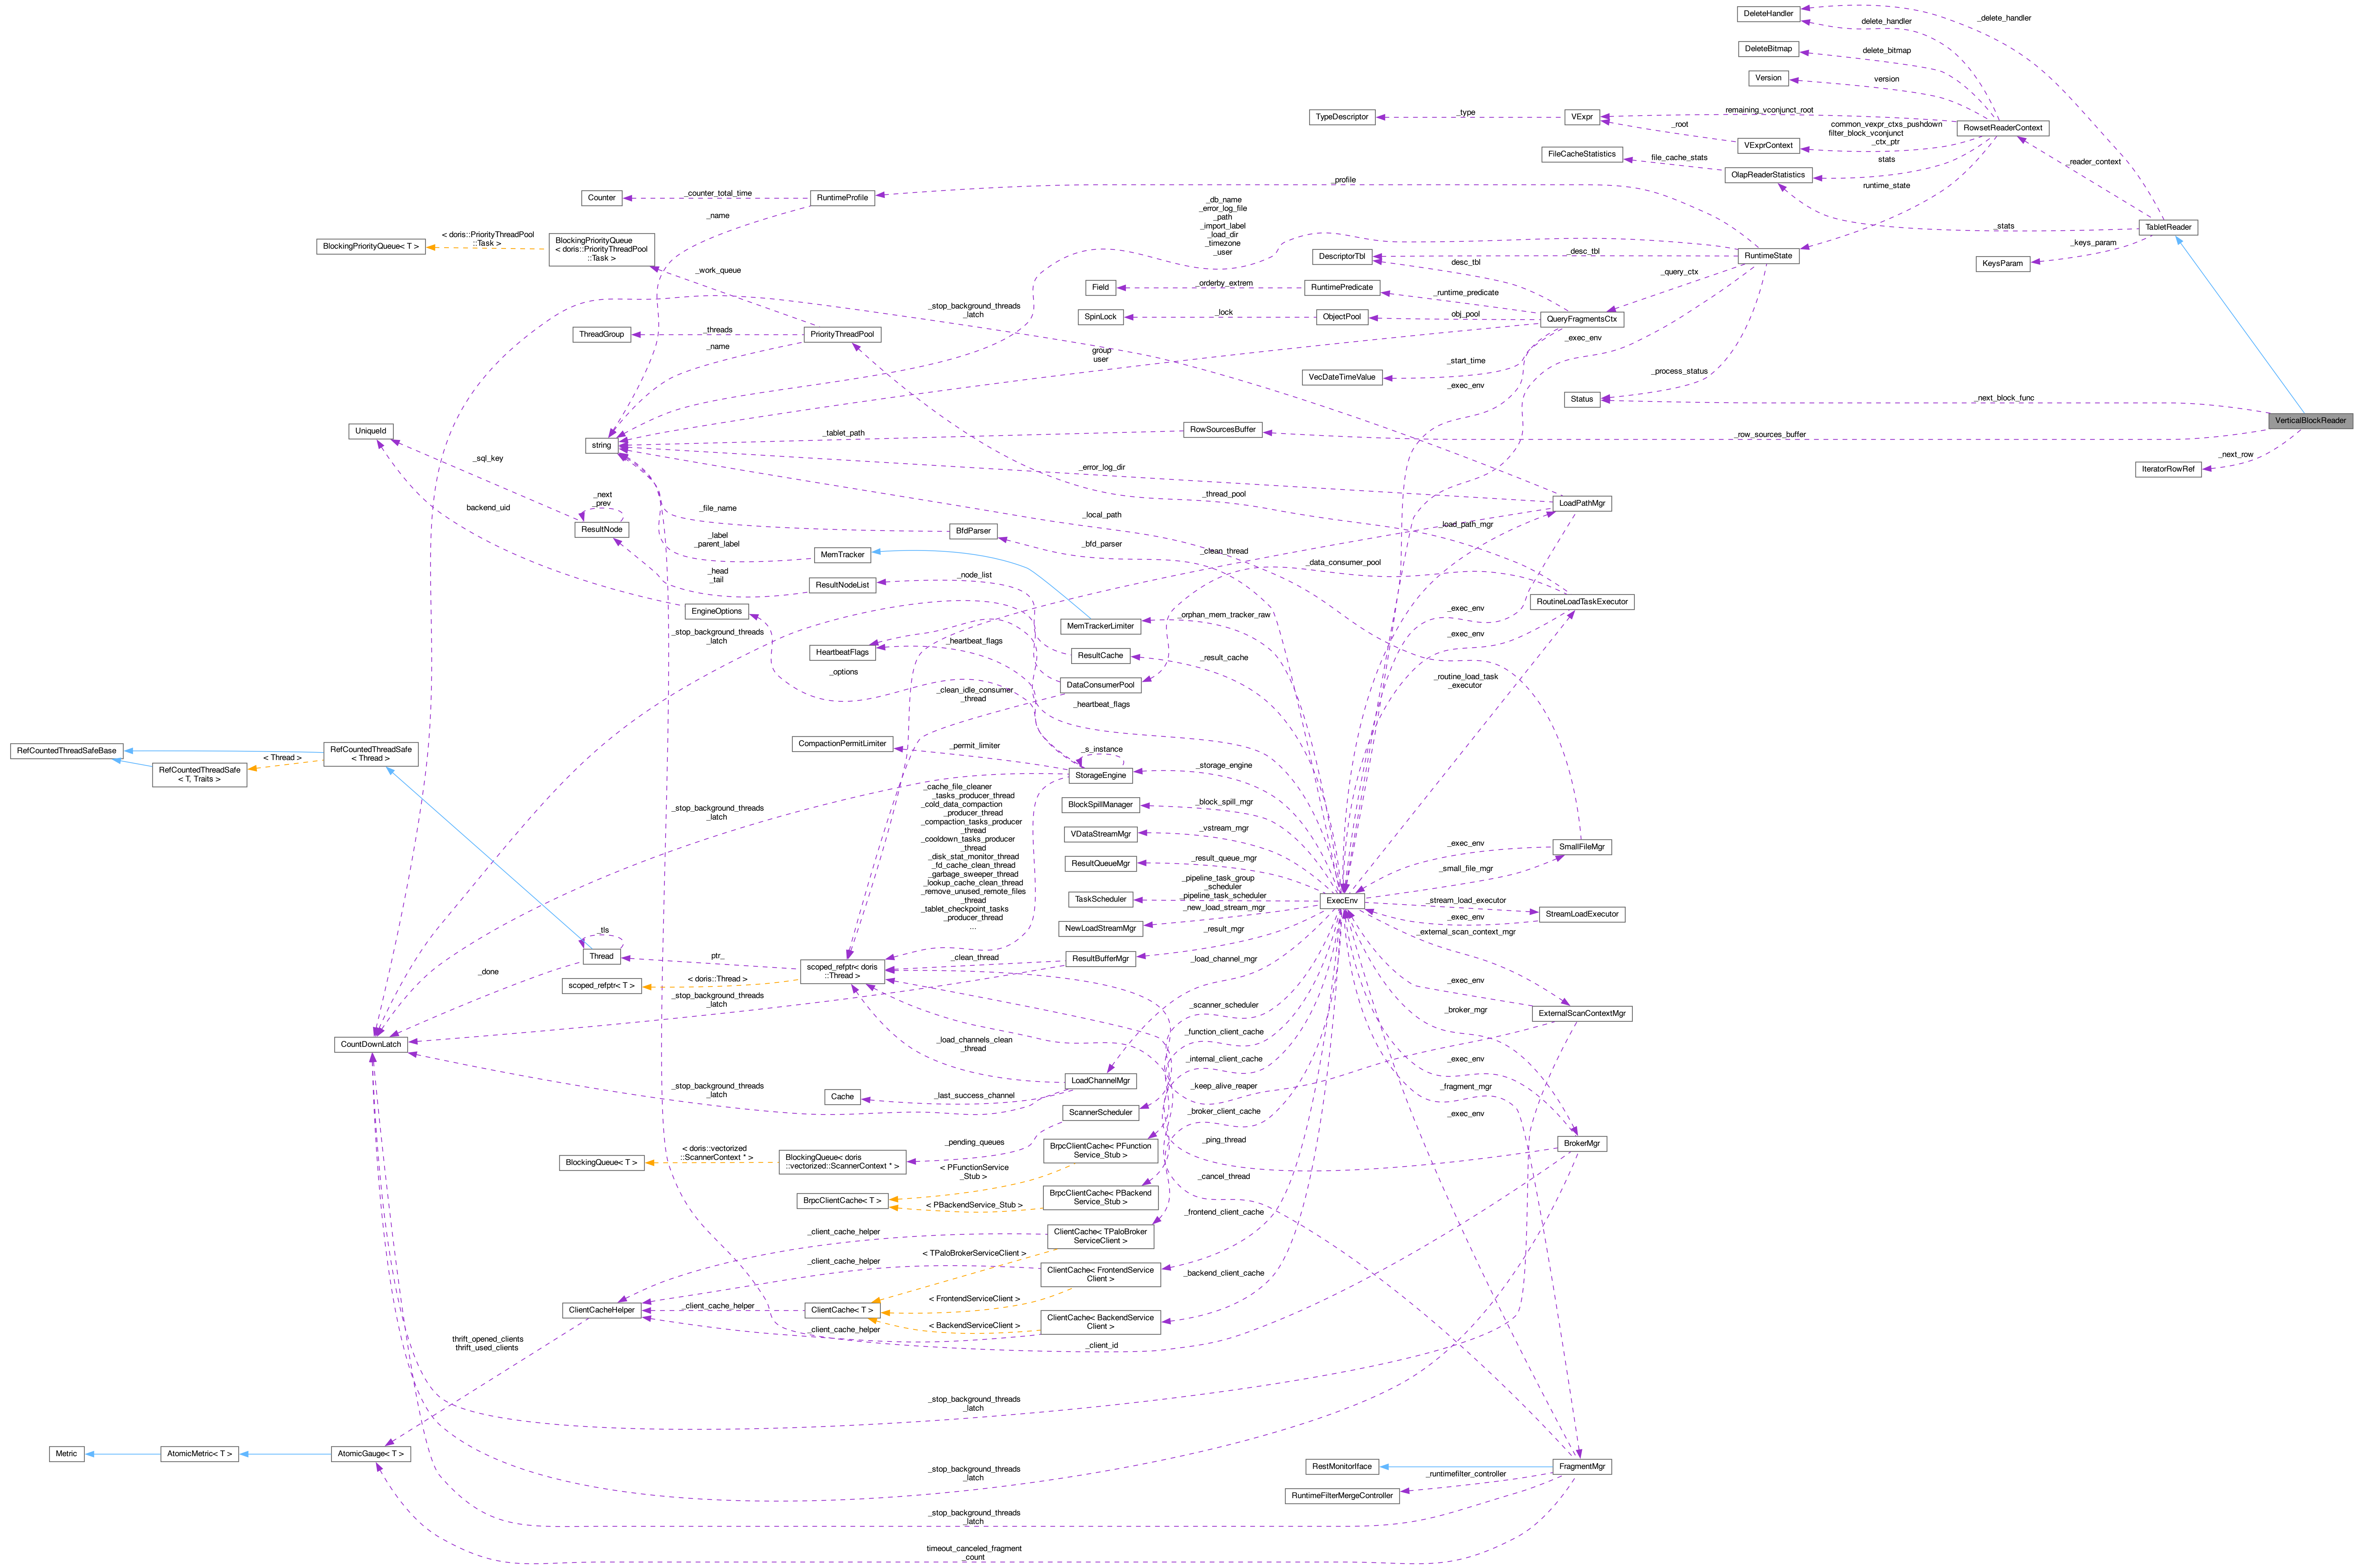 DeleteHandler
_delete_handler
delete_handler
DeleteBitmap
delete_bitmap
Version
version
TypeDescriptor
_type
VExpr
remaining_vconjunct_root
_root
common_vexpr_ctxs_pushdown
filter_block_vconjunct
_ctx_ptr
RowsetReaderContext
VExprContext
FileCacheStatistics
file_cache_stats
stats
OlapReaderStatistics
_reader_context
runtime_state
Counter
_counter_total_time
RuntimeProfile
_profile
_name
_db_name
_error_log_file
_path
_import_label
_load_dir
_timezone
_user
_stats
TabletReader
_keys_param
KeysParam
BlockingPriorityQueue< T >
< doris::PriorityThreadPool
::Task >
BlockingPriorityQueue
< doris::PriorityThreadPool
::Task >
_work_queue
DescriptorTbl
_desc_tbl
desc_tbl
RuntimeState
_query_ctx
Field
_orderby_extrem
RuntimePredicate
_runtime_predicate
SpinLock
_lock
ObjectPool
obj_pool
QueryFragmentsCtx
_stop_background_threads
_latch
ThreadGroup
_threads
PriorityThreadPool
_name
group
user
_exec_env
VecDateTimeValue
_start_time
_exec_env
_process_status
Status
_next_block_func
VerticalBlockReader
UniqueId
string
_tablet_path
RowSourcesBuffer
_row_sources_buffer
_next_row
IteratorRowRef
_sql_key
_error_log_dir
_thread_pool
LoadPathMgr
backend_uid
_next
_prev
ResultNode
_file_name
BfdParser
_local_path
_bfd_parser
_load_path_mgr
_label
_parent_label
MemTracker
_clean_thread
_data_consumer_pool
_head
_tail
ResultNodeList
_node_list
EngineOptions
_orphan_mem_tracker_raw
MemTrackerLimiter
_exec_env
RoutineLoadTaskExecutor
_stop_background_threads
_latch
HeartbeatFlags
_heartbeat_flags
ResultCache
_result_cache
_exec_env
_options
DataConsumerPool
_clean_idle_consumer
_thread
_heartbeat_flags
_routine_load_task
_executor
RefCountedThreadSafeBase
RefCountedThreadSafe
< Thread >
< Thread >
RefCountedThreadSafe
< T, Traits >
CompactionPermitLimiter
_permit_limiter
_s_instance
StorageEngine
_storage_engine
_stop_background_threads
_latch
_cache_file_cleaner
_tasks_producer_thread
_cold_data_compaction
_producer_thread
_compaction_tasks_producer
_thread
_cooldown_tasks_producer
_thread
_disk_stat_monitor_thread
_fd_cache_clean_thread
_garbage_sweeper_thread
_lookup_cache_clean_thread
_remove_unused_remote_files
_thread
_tablet_checkpoint_tasks
_producer_thread
...
BlockSpillManager
_block_spill_mgr
VDataStreamMgr
_vstream_mgr
ResultQueueMgr
_result_queue_mgr
TaskScheduler
_pipeline_task_group
_scheduler
_pipeline_task_scheduler
NewLoadStreamMgr
_new_load_stream_mgr
ExecEnv
_exec_env
SmallFileMgr
_small_file_mgr
_stream_load_executor
StreamLoadExecutor
_exec_env
_tls
Thread
_done
ptr_
scoped_refptr< T >
< doris::Thread >
scoped_refptr< doris
::Thread >
_clean_thread
ResultBufferMgr
_result_mgr
_external_scan_context_mgr
_load_channel_mgr
_exec_env
_stop_background_threads
_latch
CountDownLatch
_scanner_scheduler
_broker_mgr
ExternalScanContextMgr
_function_client_cache
_load_channels_clean
_thread
_internal_client_cache
_exec_env
_stop_background_threads
_latch
Cache
_last_success_channel
LoadChannelMgr
_keep_alive_reaper
_fragment_mgr
ScannerScheduler
_broker_client_cache
_exec_env
_pending_queues
_ping_thread
BrokerMgr
BlockingQueue< T >
< doris::vectorized
::ScannerContext * >
BlockingQueue< doris
::vectorized::ScannerContext * >
BrpcClientCache< PFunction
Service_Stub >
_cancel_thread
< PFunctionService
_Stub >
BrpcClientCache< T >
< PBackendService_Stub >
BrpcClientCache< PBackend
Service_Stub >
_frontend_client_cache
_client_cache_helper
ClientCache< TPaloBroker
ServiceClient >
< TPaloBrokerServiceClient >
_client_cache_helper
ClientCache< FrontendService
Client >
_backend_client_cache
< FrontendServiceClient >
ClientCacheHelper
_client_cache_helper
ClientCache< T >
< BackendServiceClient >
ClientCache< BackendService
Client >
_client_cache_helper
_client_id
thrift_opened_clients
thrift_used_clients
_stop_background_threads
_latch
Metric
AtomicMetric< T >
AtomicGauge< T >
_stop_background_threads
_latch
RestMonitorIface
FragmentMgr
_runtimefilter_controller
RuntimeFilterMergeController
_stop_background_threads
_latch
timeout_canceled_fragment
_count